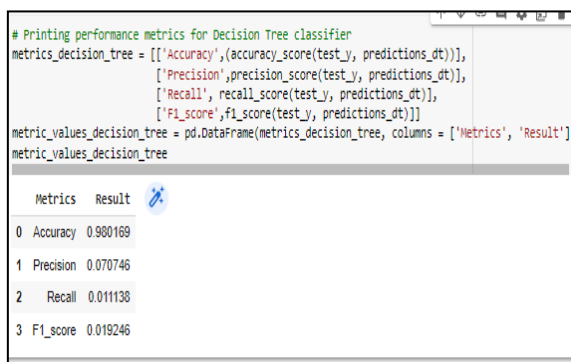 # Printing performance metrics for Decision Tree classifier
metrics_decision_tree = [['Accuracy',(accuracy_score(test_y, predictions_dt))],
['Precision',precision_score(test_y, predictions_dt)],
['Recall', recall_score(test_y, predictions_dt)],
['F1_score',f1_score(test_y, predictions_dt)]]
metric_values_decision_tree = pd.DataFrame(metrics_decision_tree, columns = ['Metrics', 'Result']
metric_values_decision_tree
Metrics Result
0 Accuracy 0.980169
1 Precision 0.070746
2 Recall 0.011138
3 F1_score 0.019246